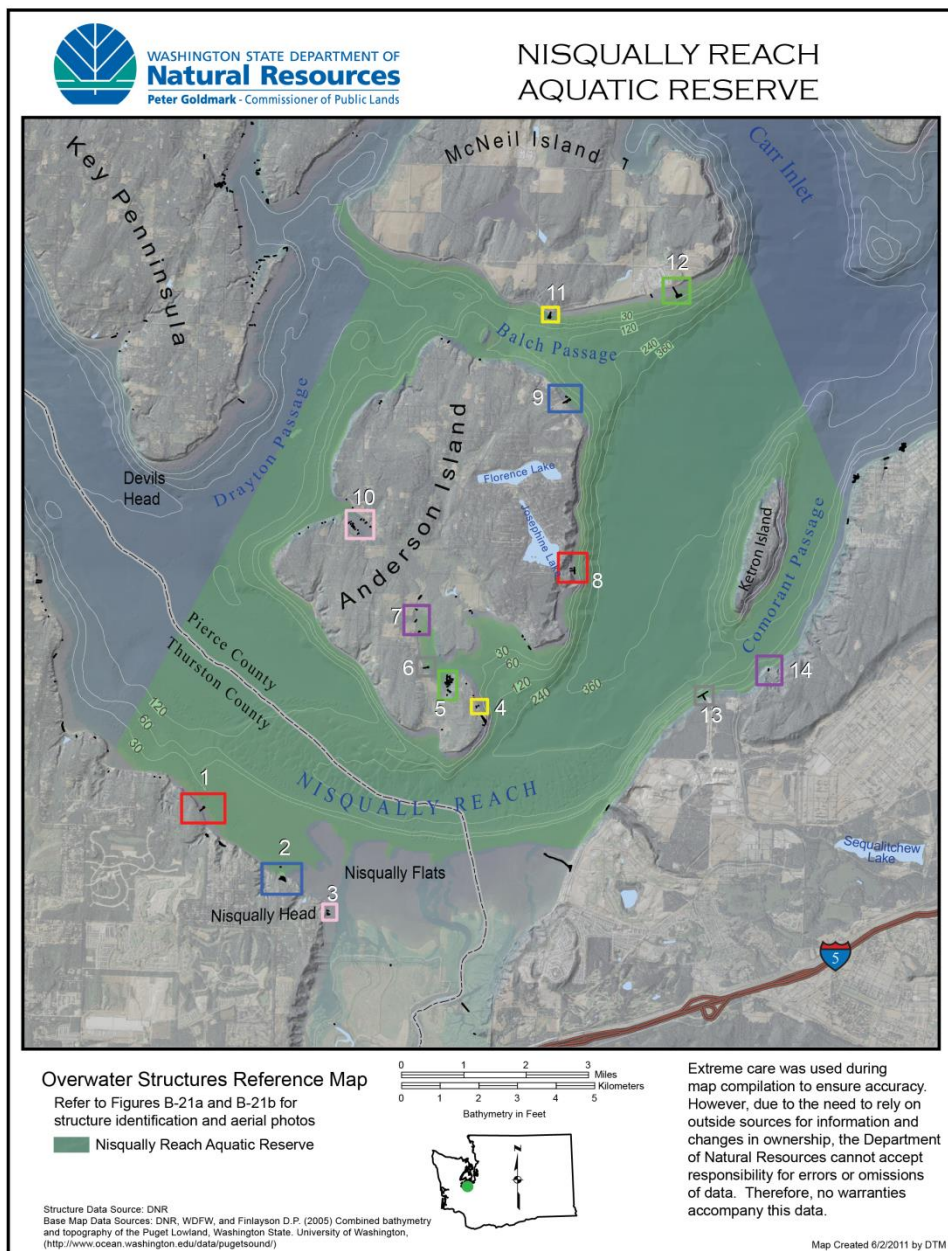 WASHINGTON STATE DEPARTMENT OF
Natural Resources
Peter Goldmark - Commissioner of Public Lands
NISQUALLY REACH
AQUATIC RESERVE
Key Penninsula
McNeil Island
Carr Inlet
12
11
30
120
240
360
Balch Passage
9
Drayton Passage
Devils
Head
Anderson Island
Florence Lake
Josephine Lake
10
8
Ketron Island
Comorant Passage
7
Pierce County
Thurston County
6
30
60
120
240
360
5
4
14
13
120
60
30
1
NISQUALLY REACH
2
Nisqually Flats
Sequalitchew
Lake
3
Nisqually Head
5
Overwater Structures Reference Map
Refer to Figures B-21a and B-21b for
structure identification and aerial photos
Nisqually Reach Aquatic Reserve
0 1 2 3
Miles
Kilometers
0 1 2 3 4 5
Bathymetry in Feet
N
Extreme care was used during
map compilation to ensure accuracy.
However, due to the need to rely on
outside sources for information and
changes in ownership, the Department
of Natural Resources cannot accept
responsibility for errors or omissions
of data. Therefore, no warranties
accompany this data.
Structure Data Source: DNR
Base Map Data Sources: DNR, WDFW, and Finlayson D.P. (2005) Combined bathymetry
and topography of the Puget Lowland, Washington State. University of Washington,
(http://www.ocean.washington.edu/data/pugetsound/)
Map Created 6/2/2011 by DTM